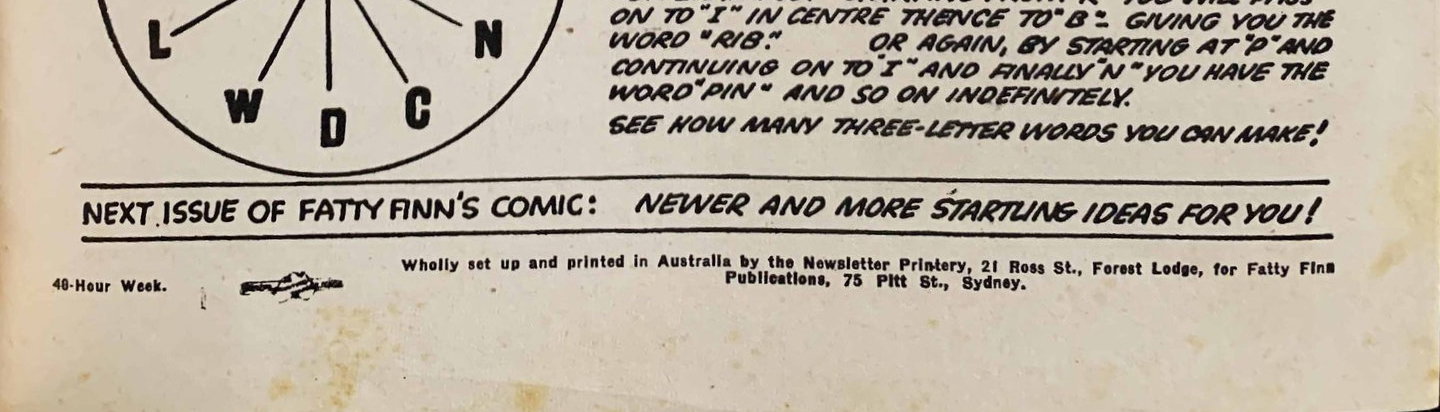 ON TO "I" IN CENTRE THENCE TO "B". GIVING YOU THE
WORD "RIB." OR AGAIN, BY STARTING AT "P" AND
CONTINUING ON TO "I" AND FINALLY "N" YOU HAVE THE
WORD "PIN" AND SO ON INDEFINITELY.
SEE HOW MANY THREE-LETTER WORDS YOU CAN MAKE!
L N
W D C
NEXT ISSUE OF FATTY FINN'S COMIC: NEWER AND MORE STARTLING IDEAS FOR YOU!
Wholly set up and printed in Australia by the Newsletter Printery, 21 Ross St., Forest Lodge, for Fatty Finn
Publications, 75 Pitt St., Sydney.
40-Hour Week.